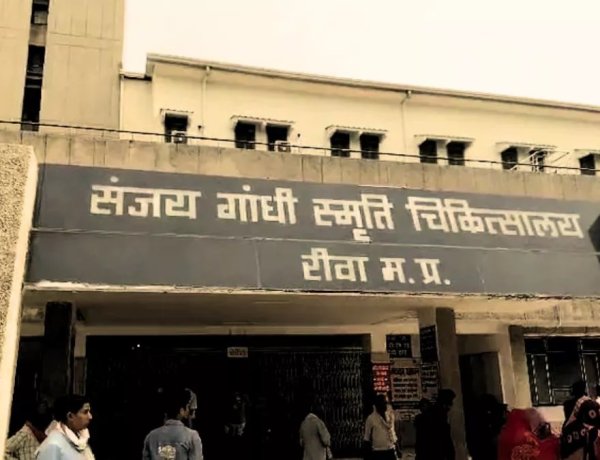 संजय गांधी स्मृति चिकित्सालय
रीवा म.प्र.